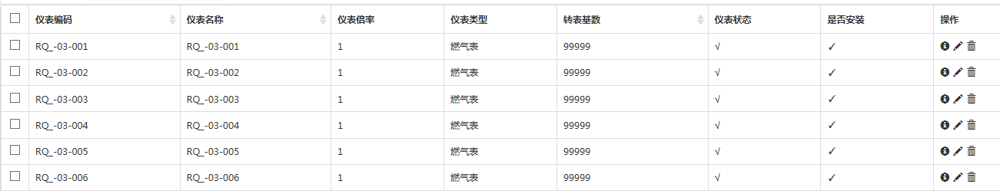 仪表编码 仪表名称 仪表倍率 仪表类型 转表基数 仪表状态 是否安装 操作
RQ_-03-001 RQ_-03-001 1 燃气表 99999 √ ✓
RQ_-03-002 RQ_-03-002 1 燃气表 99999 √ ✓
RQ_-03-003 RQ_-03-003 1 燃气表 99999 √ ✓
RQ_-03-004 RQ_-03-004 1 燃气表 99999 √ ✓
RQ_-03-005 RQ_-03-005 1 燃气表 99999 √ ✓
RQ_-03-006 RQ_-03-006 1 燃气表 99999 √ ✓